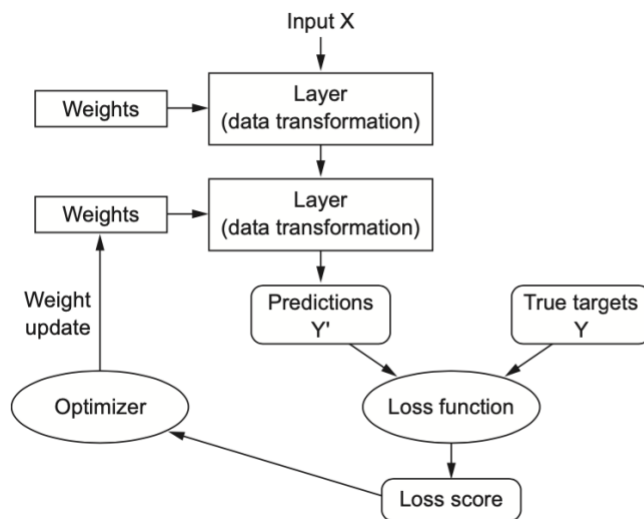 Input X
Layer
(data transformation)
Weights
Layer
(data transformation)
Weights
Weight
update
Predictions
Y'
True targets
Y
Optimizer
Loss function
Loss score